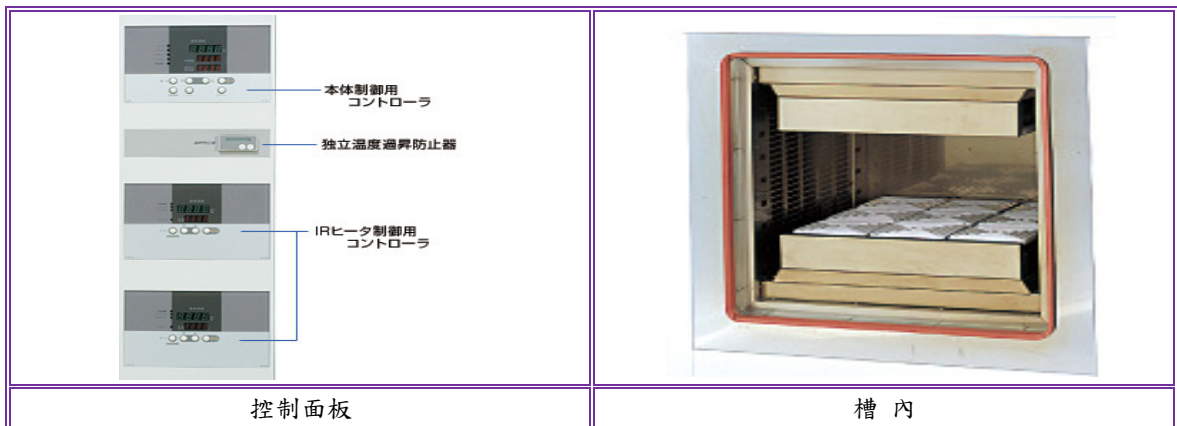 本体制御用
コントローラ
独立温度過昇防止器
IRヒータ制御用
コントローラ
控制面板
槽 內